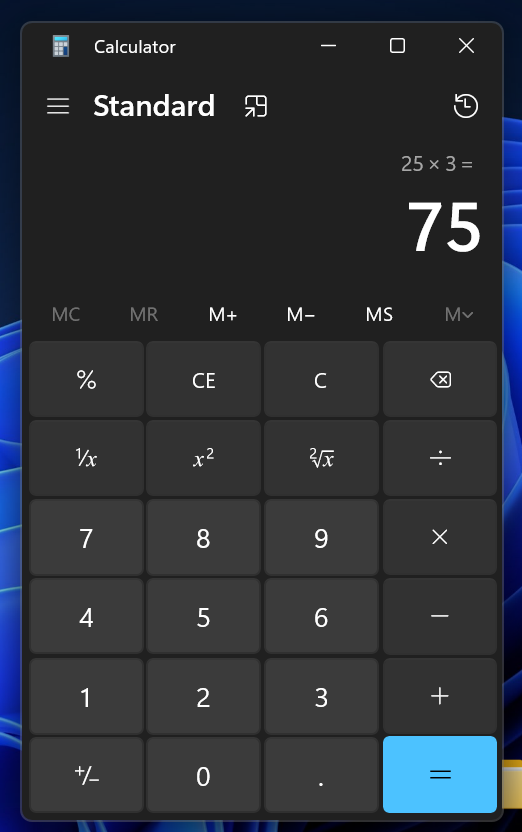 Calculator
Standard
25 × 3 =
75
MC MR M+ M− MS M
% CE C
¹/x x² ²√x ÷
7 8 9 ×
4 5 6 −
1 2 3 +
+/− 0 . =